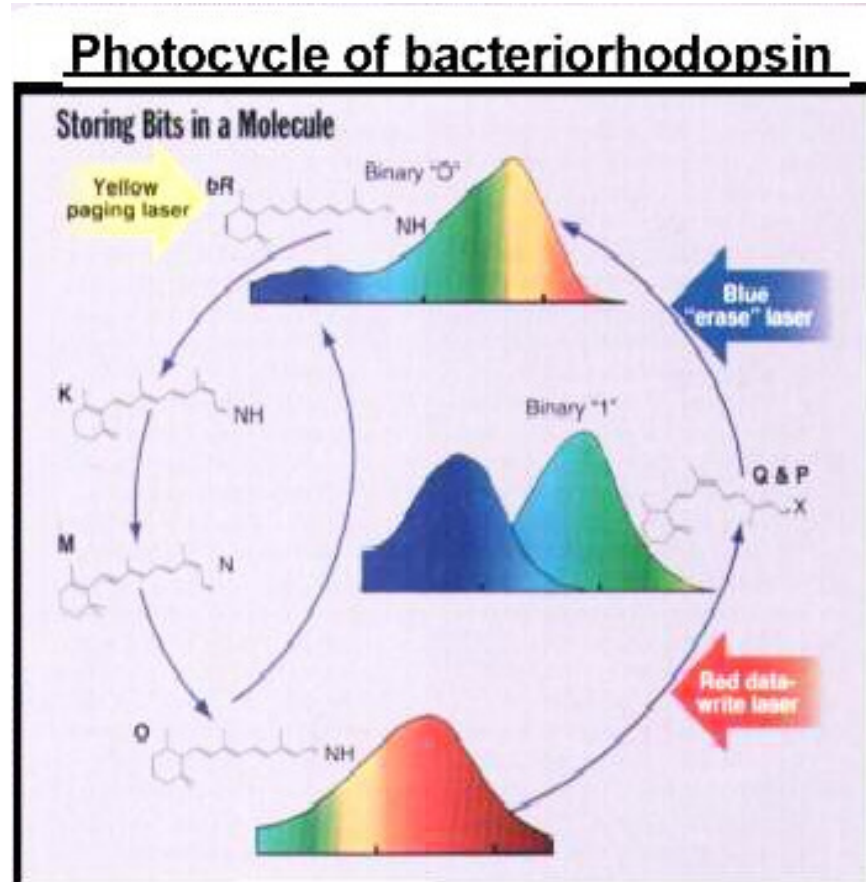 Photocycle of bacteriorhodopsin
Storing Bits in a Molecule
Yellow
paging laser
bR
Binary "O"
NH
Blue
"erase" laser
K
NH
Binary "1"
Q & P
X
M
N
Red data-
write laser
O
NH